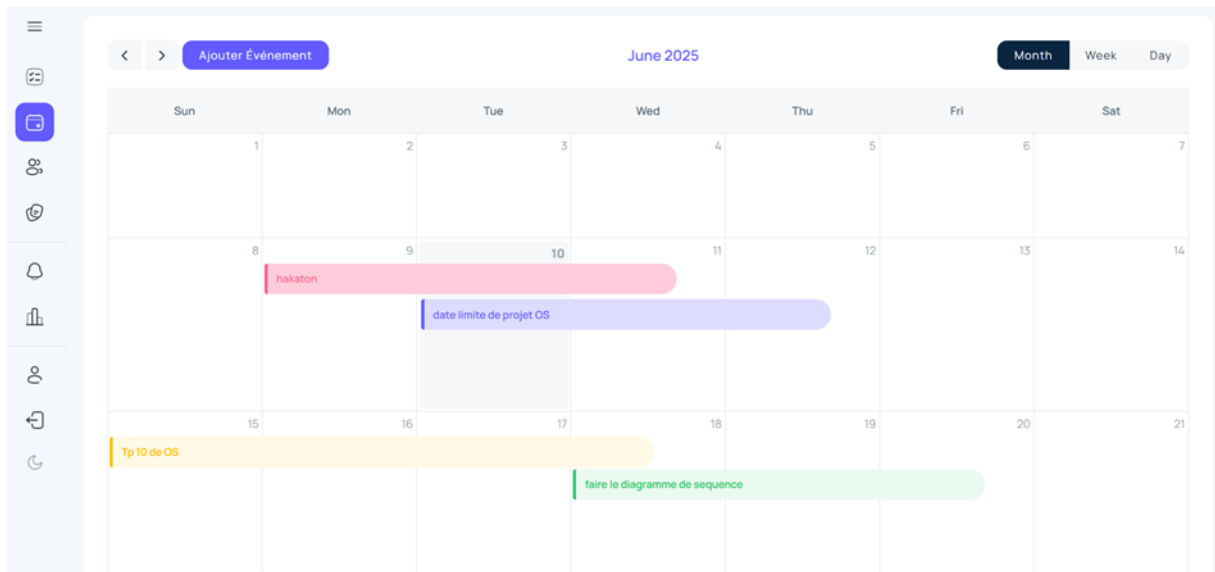 Ajouter Événement June 2025 Month Week Day
Sun Mon Tue Wed Thu Fri Sat
1 2 3 4 5 6 7
8 9 10 11 12 13 14
hakaton
date limite de projet OS
15 16 17 18 19 20 21
Tp 10 de OS
faire le diagramme de sequence